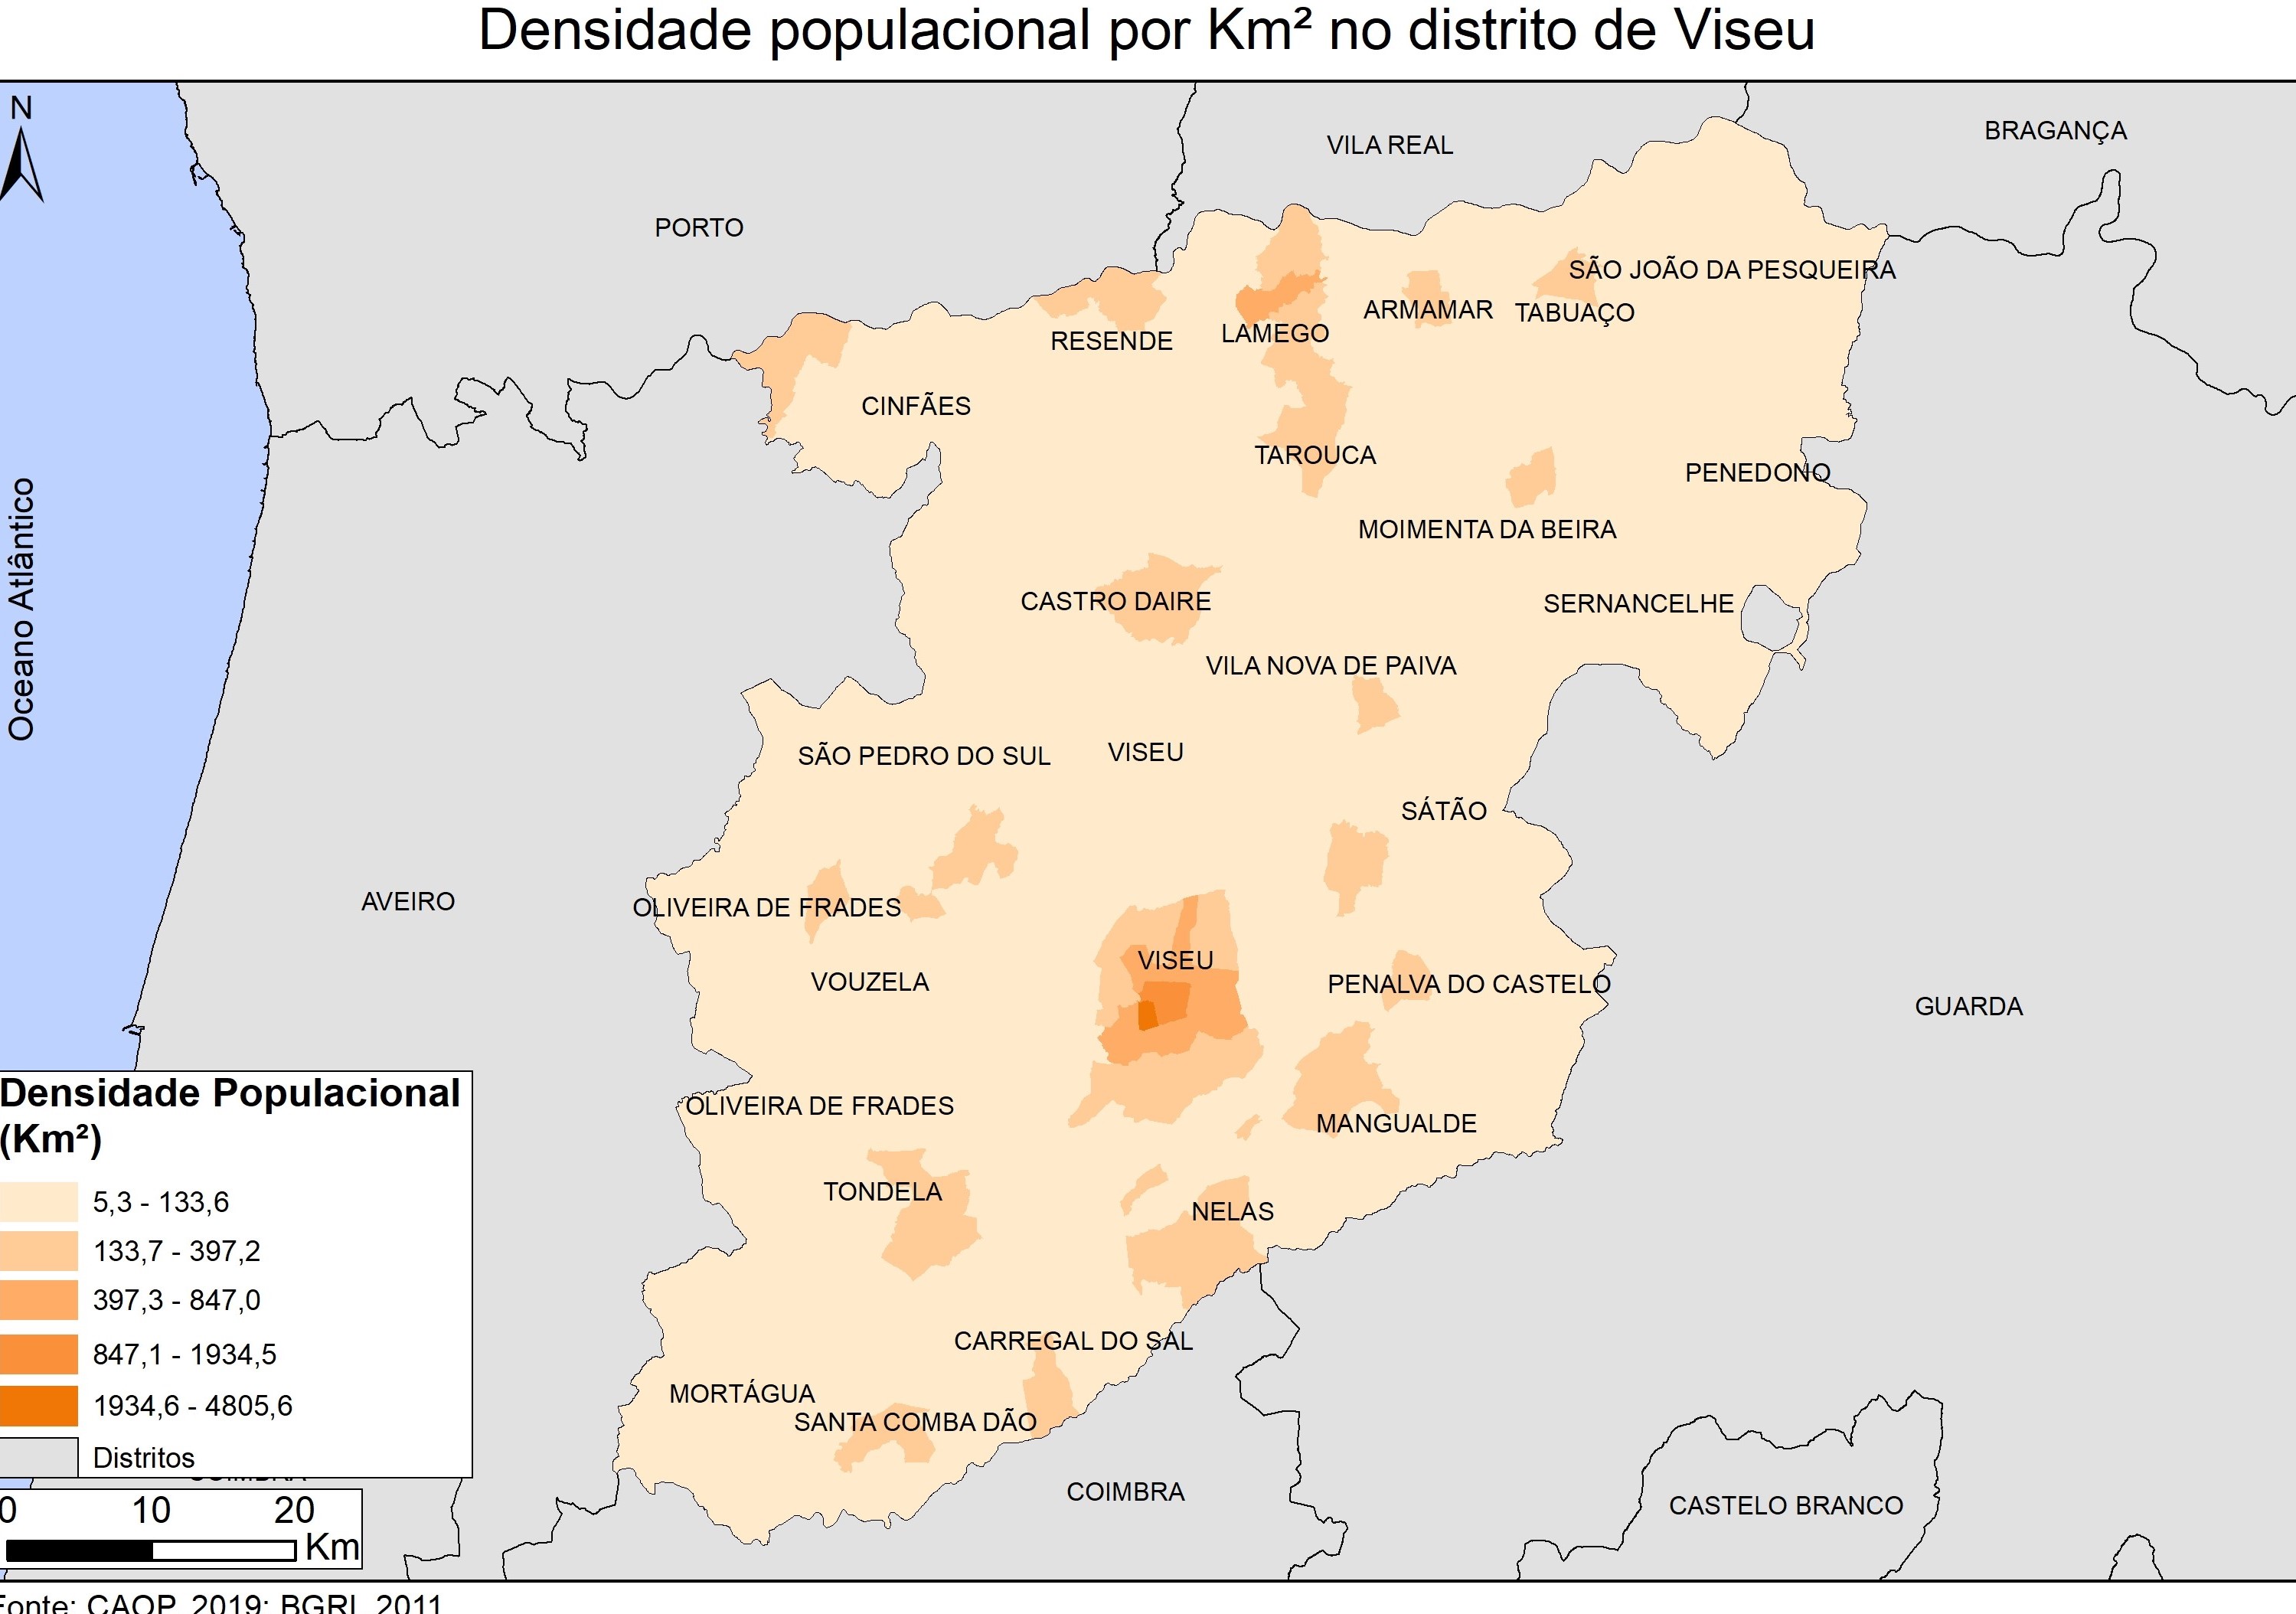 Densidade populacional por Km² no distrito de Viseu
N
BRAGANÇA
VILA REAL
PORTO
SÃO JOÃO DA PESQUEIRA
ARMAMAR
TABUAÇO
LAMEGO
RESENDE
CINFÃES
TAROUCA
PENEDONO
MOIMENTA DA BEIRA
Oceano Atlântico
CASTRO DAIRE
SERNANCELHE
VILA NOVA DE PAIVA
SÃO PEDRO DO SUL
VISEU
SÁTÃO
AVEIRO
OLIVEIRA DE FRADES
VISEU
VOUZELA
PENALVA DO CASTELO
GUARDA
OLIVEIRA DE FRADES
MANGUALDE
TONDELA
NELAS
CARREGAL DO SAL
MORTÁGUA
SANTA COMBA DÃO
COIMBRA
CASTELO BRANCO
Densidade Populacional
(Km²)
5,3 - 133,6
133,7 - 397,2
397,3 - 847,0
847,1 - 1934,5
1934,6 - 4805,6
Distritos
COIMBRA
0 10 20
Km
Fonte: CAOP, 2019; BGRI, 2011